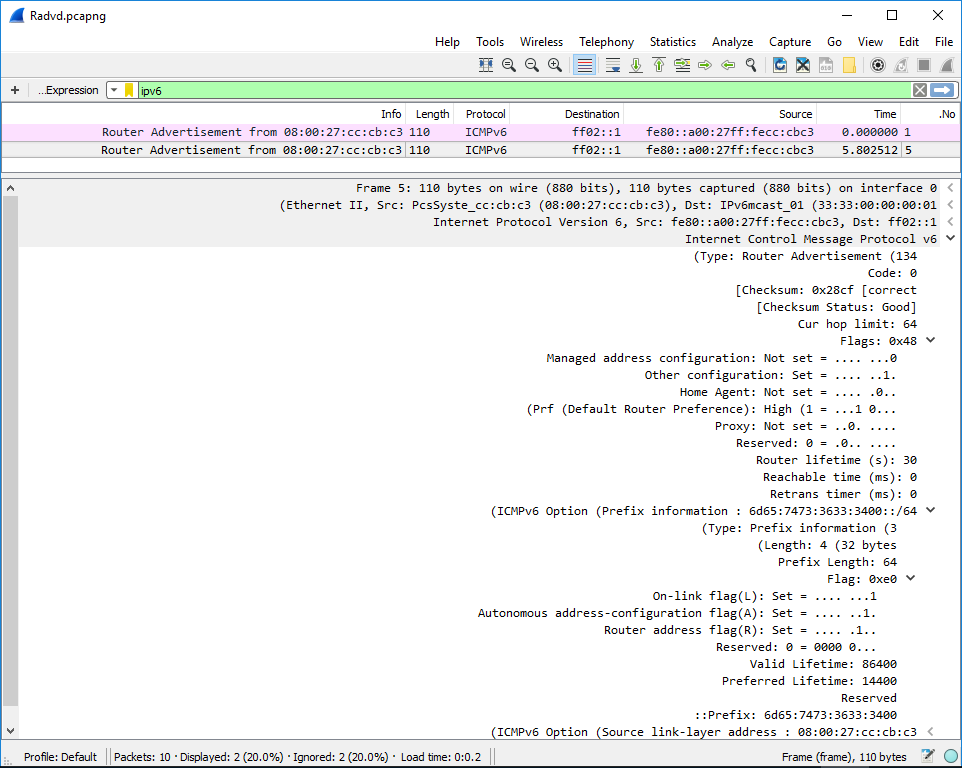 Radvd.pcapng
Help Tools Wireless Telephony Statistics Analyze Capture Go View Edit File
+ ...Expression ipv6
Info Length Protocol Destination Source Time .No
Router Advertisement from 08:00:27:cc:cb:c3 110 ICMPv6 ff02::1 fe80::a00:27ff:fecc:cbc3 0.000000 1
Router Advertisement from 08:00:27:cc:cb:c3 110 ICMPv6 ff02::1 fe80::a00:27ff:fecc:cbc3 5.802512 5
Frame 5: 110 bytes on wire (880 bits), 110 bytes captured (880 bits) on interface 0
(Ethernet II, Src: PcsSyste_cc:cb:c3 (08:00:27:cc:cb:c3), Dst: IPv6mcast_01 (33:33:00:00:00:01
Internet Protocol Version 6, Src: fe80::a00:27ff:fecc:cbc3, Dst: ff02::1
Internet Control Message Protocol v6
(Type: Router Advertisement (134
Code: 0
[Checksum: 0x28cf [correct
[Checksum Status: Good]
Cur hop limit: 64
Flags: 0x48
Managed address configuration: Not set = .... ...0
Other configuration: Set = .... ..1.
Home Agent: Not set = .... .0..
(Prf (Default Router Preference): High (1 = ...1 0...
Proxy: Not set = ..0. ....
Reserved: 0 = .0.. ....
Router lifetime (s): 30
Reachable time (ms): 0
Retrans timer (ms): 0
(ICMPv6 Option (Prefix information : 6d65:7473:3633:3400::/64
(Type: Prefix information (3
(Length: 4 (32 bytes
Prefix Length: 64
Flag: 0xe0
On-link flag(L): Set = .... ...1
Autonomous address-configuration flag(A): Set = .... ..1.
Router address flag(R): Set = .... .1..
Reserved: 0 = 0000 0...
Valid Lifetime: 86400
Preferred Lifetime: 14400
Reserved
::Prefix: 6d65:7473:3633:3400
(ICMPv6 Option (Source link-layer address : 08:00:27:cc:cb:c3
Profile: Default Packets: 10 · Displayed: 2 (20.0%) · Ignored: 2 (20.0%) · Load time: 0:0.2 Frame (frame), 110 bytes